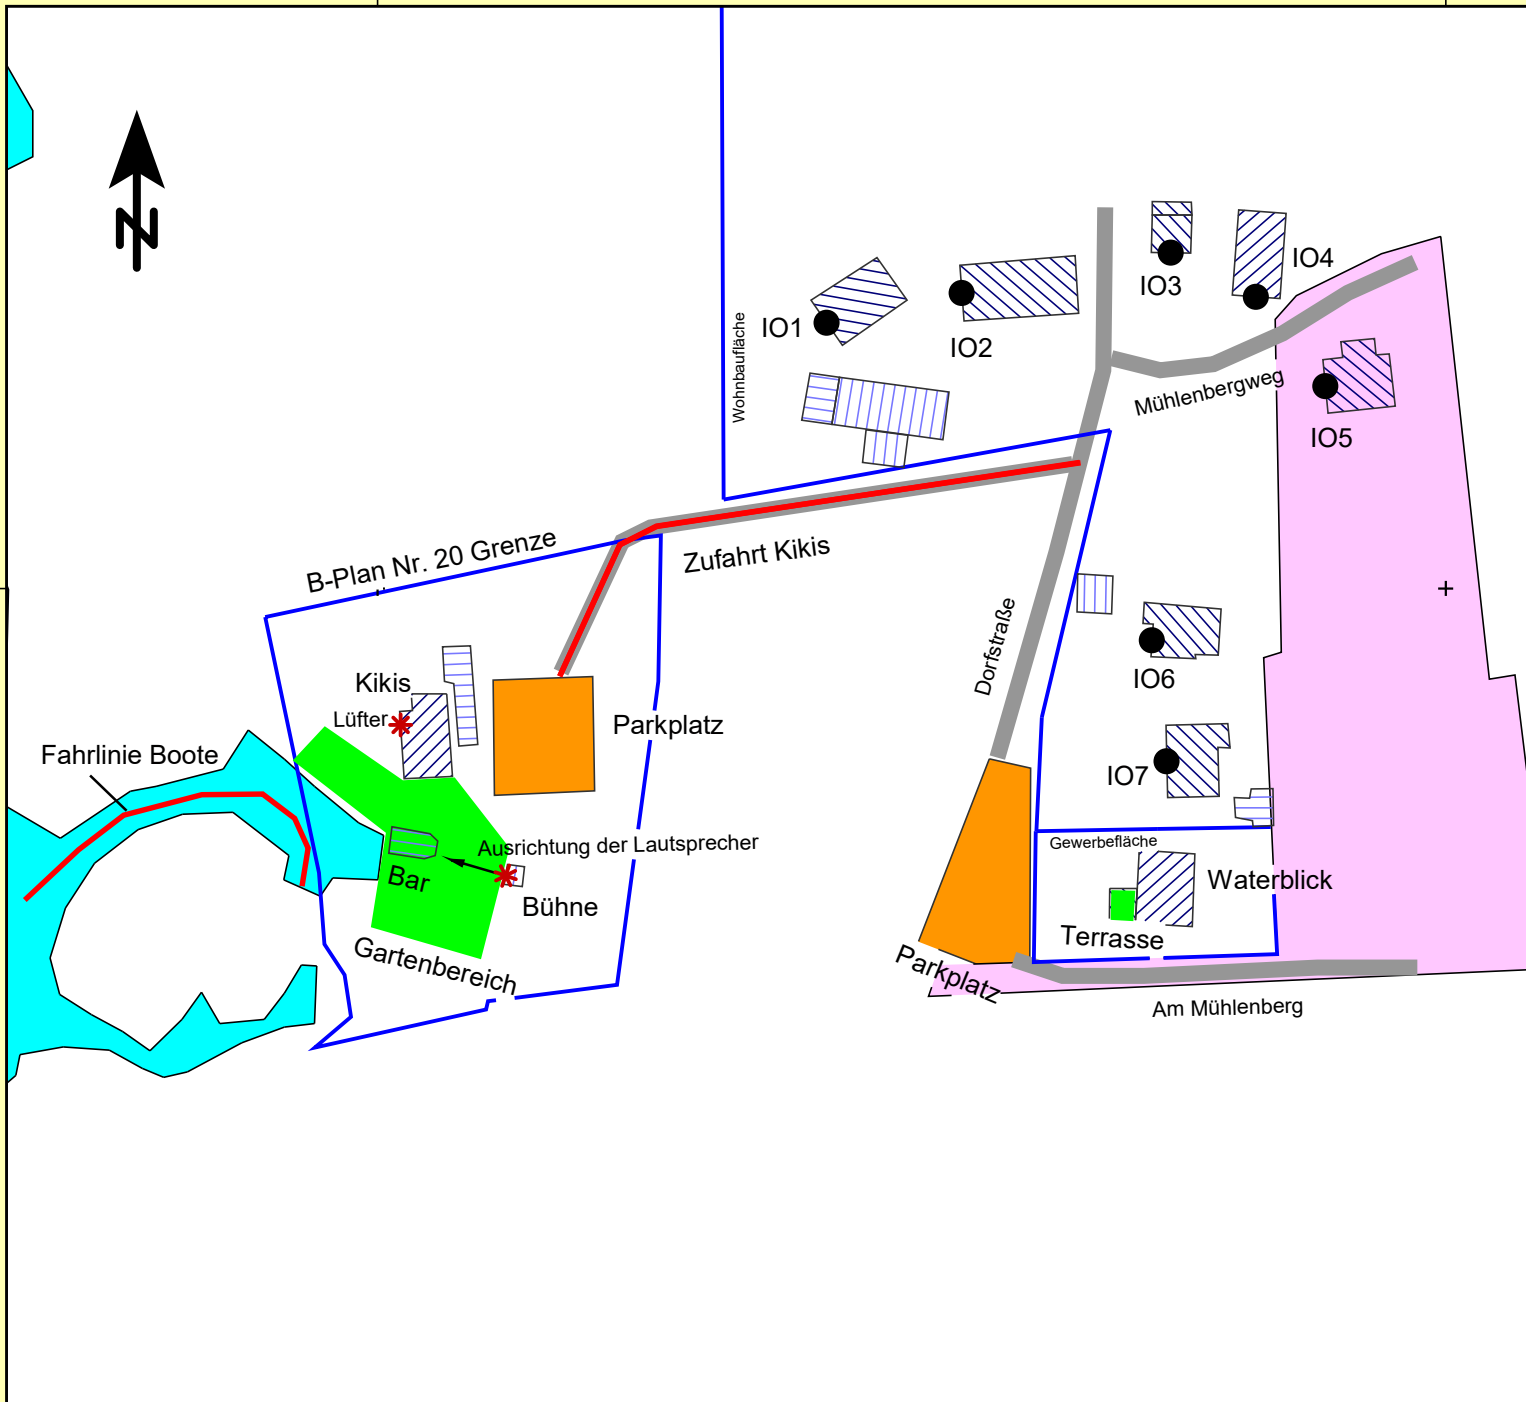 N
IO3
IO4
IO1
IO2
Wohnbaufläche
Mühlenbergweg
IO5
B-Plan Nr. 20 Grenze
Zufahrt Kikis
Dorfstraße
IO6
Kikis
Lüfter
Parkplatz
Fahrlinie Boote
IO7
Ausrichtung der Lautsprecher
Gewerbefläche
Bar
Waterblick
Bühne
Terrasse
Gartenbereich
Parkplatz
Am Mühlenberg